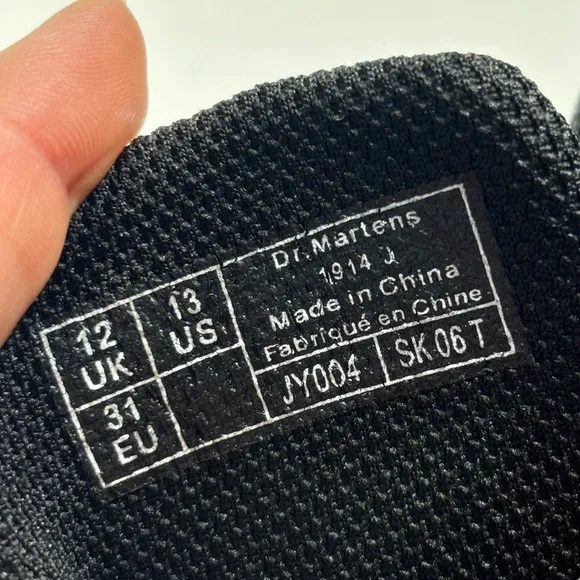 12
UK
13
US
31
EU
Dr.Martens
1914 J
Made in China
Fabriqué en Chine
JY004
SK 06 T